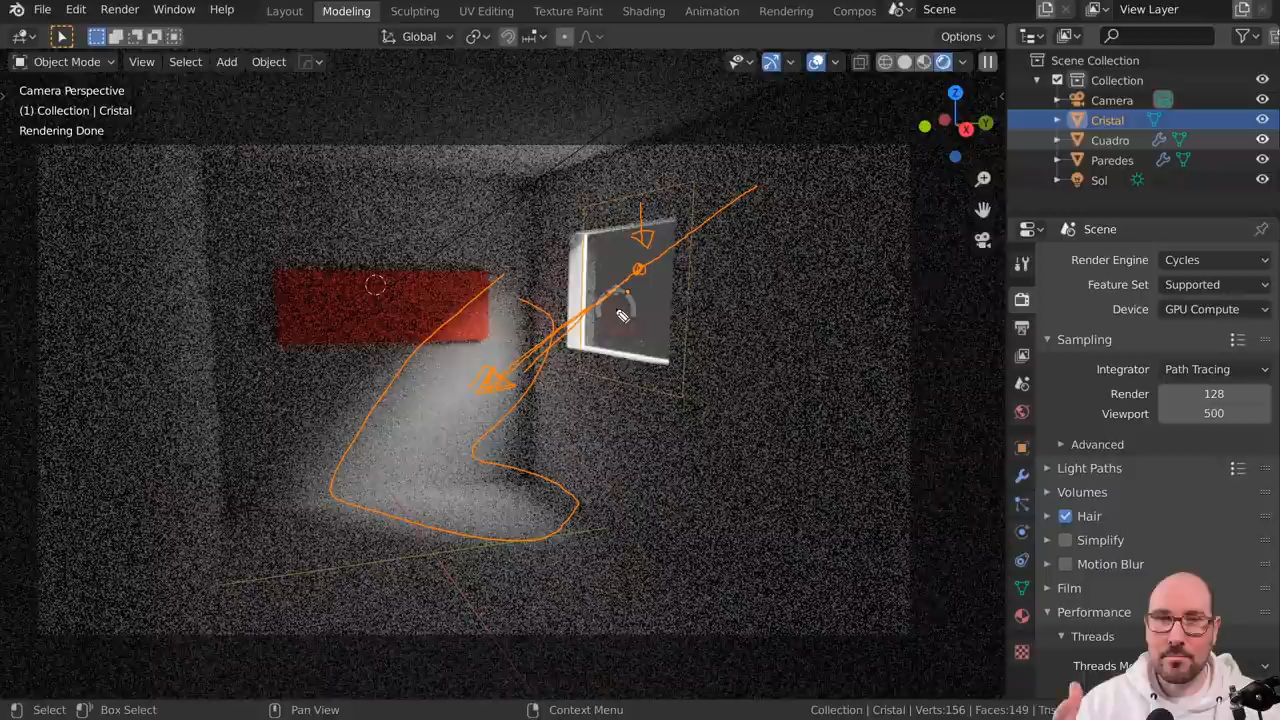 File Edit Render Window Help Layout Modeling Sculpting UV Editing Texture Paint Shading Animation Rendering Compos Scene View Layer
Global Options
Object Mode View Select Add Object
Camera Perspective
(1) Collection | Cristal
Rendering Done
Z
Y
X
Scene Collection
Collection
Camera
Cristal
Cuadro
Paredes
Sol
Scene
Render Engine Cycles
Feature Set Supported
Device GPU Compute
Sampling
Integrator Path Tracing
Render 128
Viewport 500
Advanced
Light Paths
Volumes
Hair
Simplify
Motion Blur
Film
Performance
Threads
Threads M
Select Box Select Pan View Context Menu Collection | Cristal | Verts:156 | Faces:149 | Tris